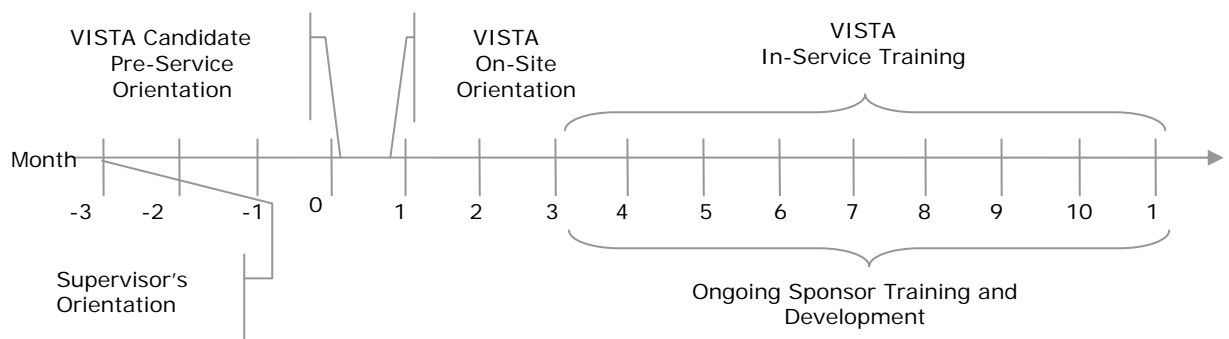 VISTA Candidate
Pre-Service
Orientation
VISTA
On-Site
Orientation
VISTA
In-Service Training
Month
-3 -2 -1 0 1 2 3 4 5 6 7 8 9 10 1
Supervisor's
Orientation
Ongoing Sponsor Training and
Development